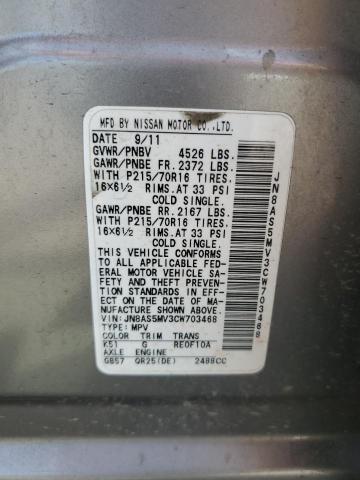 MFD BY NISSAN MOTOR CO.,LTD.
DATE 9/11
GVWR/PNBV 4526 LBS.
GAWR/PNBE FR. 2372 LBS.
WITH P215/70R16 TIRES.
16X6½ RIMS.AT 33 PSI
COLD SINGLE.
GAWR/PNBE RR. 2167 LBS.
WITH P215/70R16 TIRES.
16X6½ RIMS.AT 33 PSI
COLD SINGLE.
THIS VEHICLE CONFORMS
TO ALL APPLICABLE FED-
ERAL MOTOR VEHICLE SA-
FETY AND THEFT PREVENTION
STANDARDS
IN EFFECT ON THE DATE OF MA-
NUFACTURE SHOWN ABOVE.
VIN: JN8AS5MV3CW703468
TYPE: MPV
COLOR TRIM TRANS
K51 G RE0F10A
AXLE ENGINE
GB57 QR25(DE) 2488CC
JN8AS5MV3CW703468